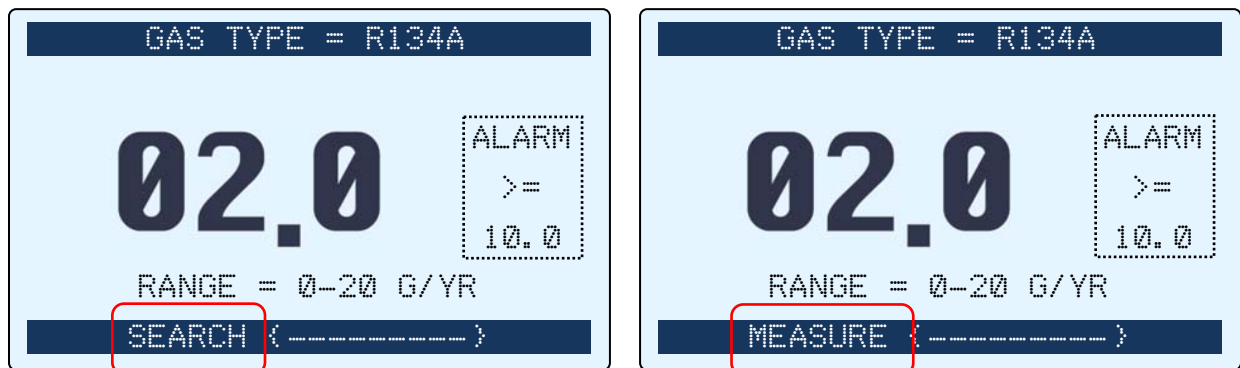 GAS TYPE = R134A
02.0
ALARM
>=
10.0
RANGE = 0-20 G/YR
SEARCH <--------->
GAS TYPE = R134A
02.0
ALARM
>=
10.0
RANGE = 0-20 G/YR
MEASURE <--------->